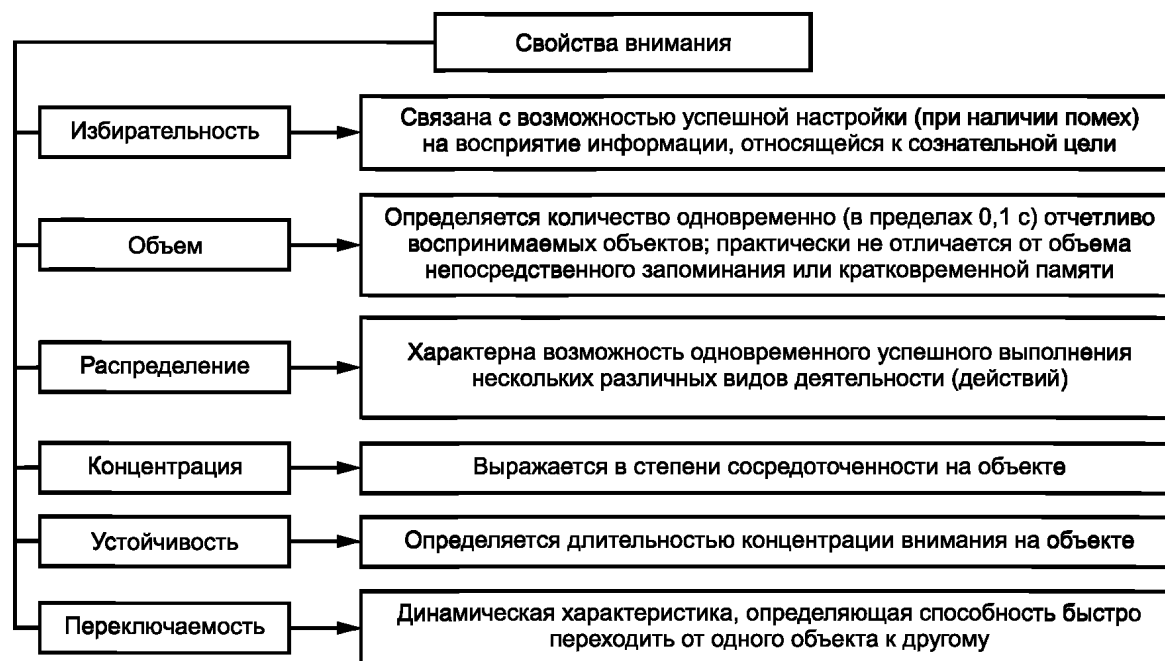 Свойства внимания
Избирательность
Связана с возможностью успешной настройки (при наличии помех)
на восприятие информации, относящейся к сознательной цели
Объем
Определяется количество одновременно (в пределах 0,1 с) отчетливо
воспринимаемых объектов; практически не отличается от объема
непосредственного запоминания или кратковременной памяти
Распределение
Характерна возможность одновременного успешного выполнения
нескольких различных видов деятельности (действий)
Концентрация
Выражается в степени сосредоточенности на объекте
Устойчивость
Определяется длительностью концентрации внимания на объекте
Переключаемость
Динамическая характеристика, определяющая способность быстро
переходить от одного объекта к другому